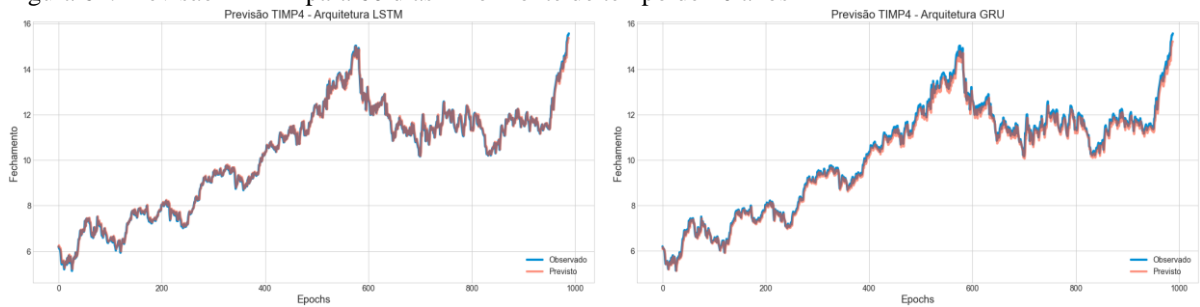 Previsão TIMP4 - Arquitetura LSTM
16
14
12
10
8
6
Fechamento
0 200 400 600 800 1000
Epochs
Observado
Previsto
Previsão TIMP4 - Arquitetura GRU
16
14
12
10
8
6
Fechamento
0 200 400 600 800 1000
Epochs
Observado
Previsto